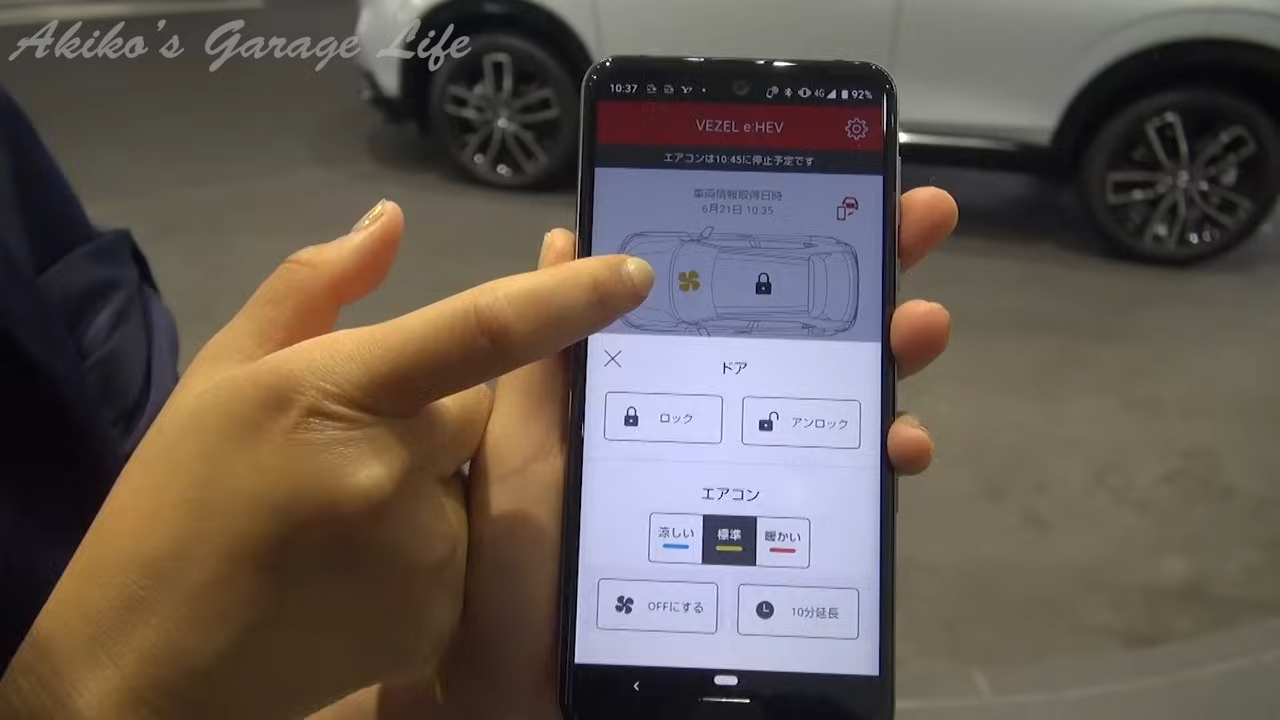 Akiko's Garage Life
10:37
4G 92%
VEZEL e:HEV
エアコンは10:45に停止予定です
車両情報取得日時
6月21日 10:35
ドア
ロック アンロック
エアコン
涼しい 標準 暖かい
OFFにする 10分延長